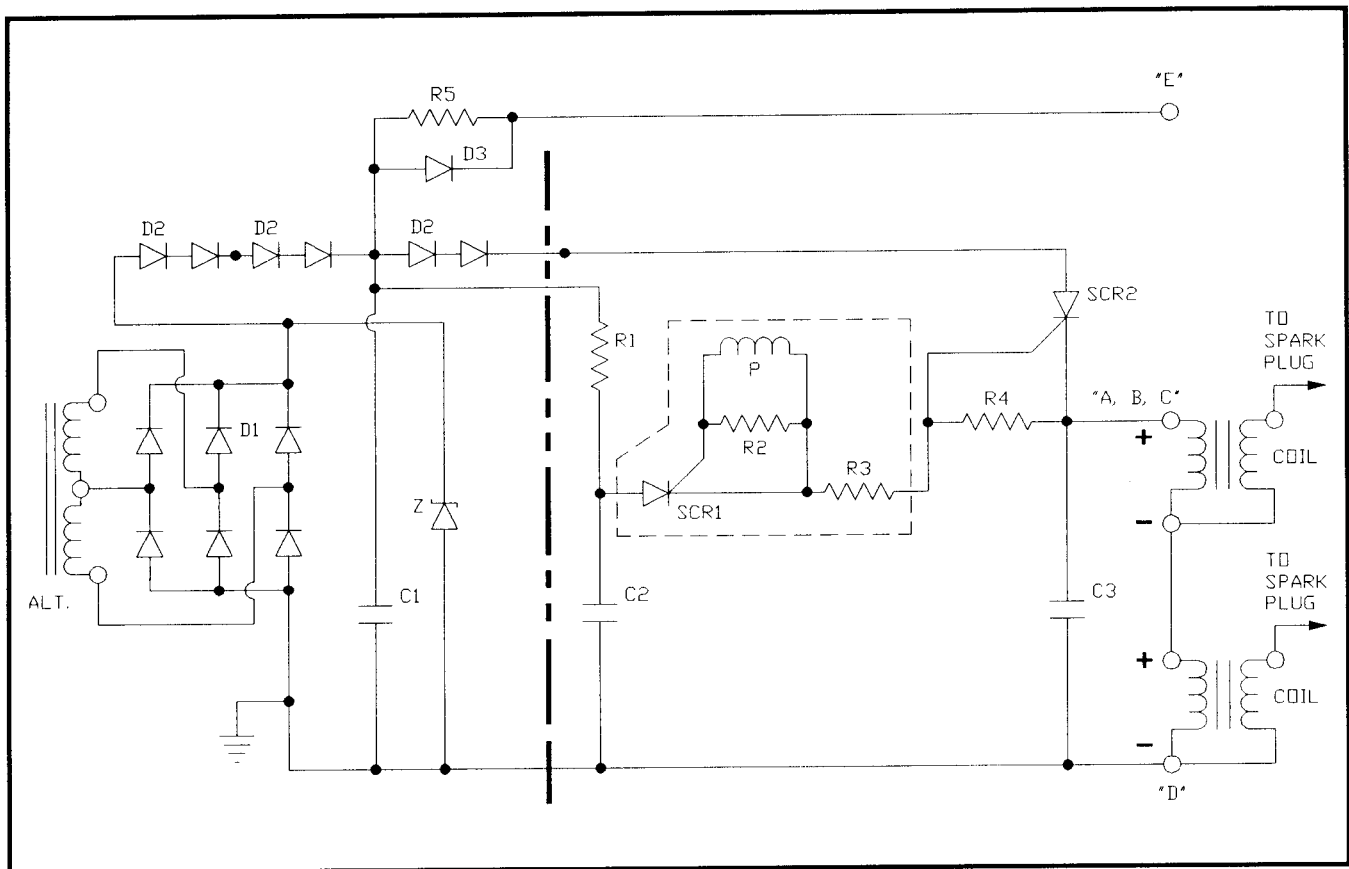 "E"
R5
D3
D2
D2
D2
SCR2
R1
P
R2
R3
SCR1
R4
"A, B, C"
+
-
TO
SPARK
PLUG
COIL
D1
Z
ALT.
C1
C2
C3
TO
SPARK
PLUG
+
-
COIL
"D"